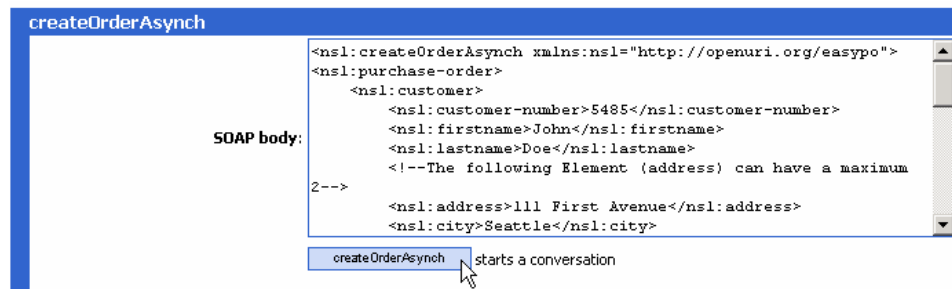 createOrderAsynch
<ns1:createOrderAsynch xmlns:ns1="http://openuri.org/easypo">
<ns1:purchase-order>
<ns1:customer>
<ns1:customer-number>5485</ns1:customer-number>
<ns1:firstname>John</ns1:firstname>
SOAP body:
<ns1:lastname>Doe</ns1:lastname>
<!--The following Element (address) can have a maximum
2-->
<ns1:address>111 First Avenue</ns1:address>
<ns1:city>Seattle</ns1:city>
createOrderAsynch starts a conversation